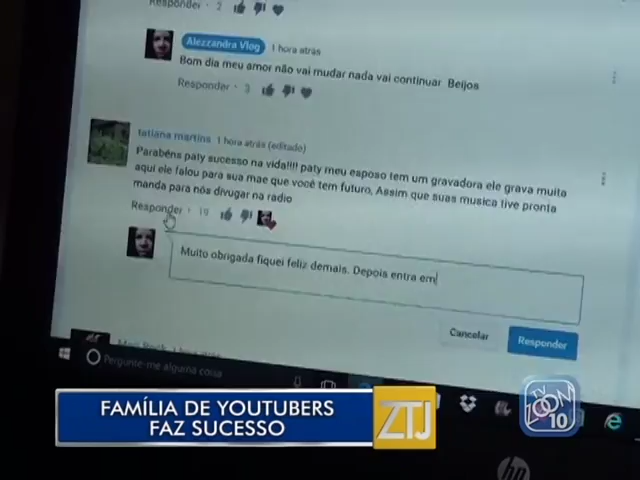 Responder 2
Alezzandra Vlog 1 hora atrás
Bom dia meu amor não vai mudar nada vai continuar Beijos
Responder 3
tatiana martins 1 hora atrás (editado)
Parabéns paty sucesso na vida!!!! paty meu esposo tem um gravadora ele grava muita
aqui ele falou para sua mae que você tem futuro, Assim que suas musica tive pronta
manda para nós divugar na radio
Responder 19
Muito obrigada fiquei feliz demais. Depois entra em
Cancelar
Responder
Pergunte-me alguma coisa
FAMÍLIA DE YOUTUBERS
FAZ SUCESSO
ZTJ
TV
ZOOM
10
hp